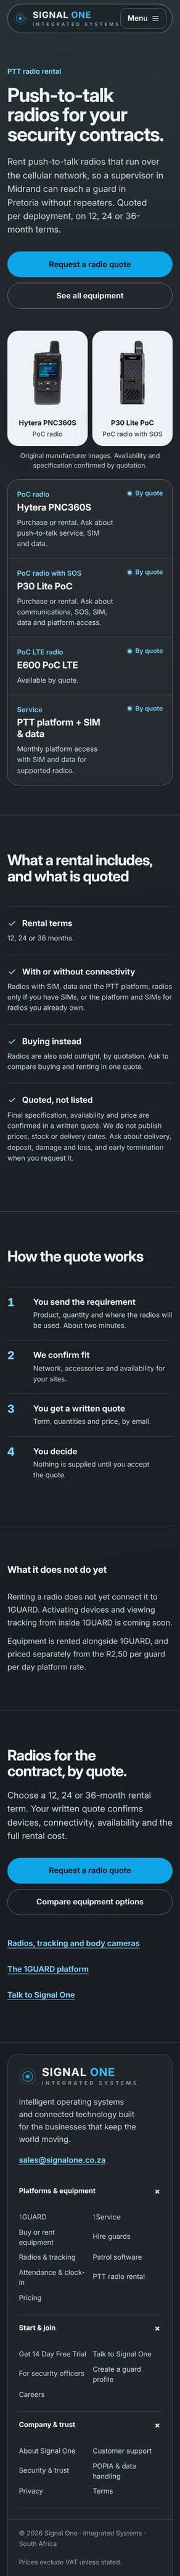 SIGNAL ONE
INTEGRATED SYSTEMS
Menu
PTT radio rental
Push-to-talk
radios for your
security contracts.
Rent push-to-talk radios that run over
the cellular network, so a supervisor in
Midrand can reach a guard in
Pretoria without repeaters. Quoted
per deployment, on 12, 24 or 36-
month terms.
Request a radio quote
See all equipment
Hytera PNC360S
PoC radio
P30 Lite PoC
PoC radio with SOS
Original manufacturer images. Availability and
specification confirmed by quotation.
PoC radio
By quote
Hytera PNC360S
Purchase or rental. Ask about
push-to-talk service, SIM
and data.
PoC radio with SOS
By quote
P30 Lite PoC
Purchase or rental. Ask about
communications, SOS, SIM,
data and platform access.
PoC LTE radio
By quote
E600 PoC LTE
Available by quote.
Service
By quote
PTT platform + SIM
& data
Monthly platform access
with SIM and data for
supported radios.
What a rental includes,
and what is quoted
Rental terms
12, 24 or 36 months.
With or without connectivity
Radios with SIM, data and the PTT platform, radios
only if you have SIMs, or the platform and SIMs for
radios you already own.
Buying instead
Radios are also sold outright, by quotation. Ask to
compare buying and renting in one quote.
Quoted, not listed
Final specification, availability and price are
confirmed in a written quote. We do not publish
prices, stock or delivery dates. Ask about delivery,
deposit, damage and loss, and early termination
when you request it.
How the quote works
1
You send the requirement
Product, quantity and where the radios will
be used. About two minutes.
2
We confirm fit
Network, accessories and availability for
your sites.
3
You get a written quote
Term, quantities and price, by email.
4
You decide
Nothing is supplied until you accept
the quote.
What it does not do yet
Renting a radio does not yet connect it to
1GUARD. Activating devices and viewing
tracking from inside 1GUARD is coming soon.
Equipment is rented alongside 1GUARD, and
priced separately from the R2,50 per guard
per day platform rate.
Radios for the
contract, by quote.
Choose a 12, 24 or 36-month rental
term. Your written quote confirms
devices, connectivity, availability and the
full rental cost.
Request a radio quote
Compare equipment options
Radios, tracking and body cameras
The 1GUARD platform
Talk to Signal One
SIGNAL ONE
INTEGRATED SYSTEMS
Intelligent operating systems
and connected technology built
for the businesses that keep the
world moving.
sales@signalone.co.za
Platforms & equipment
1GUARD
1Service
Buy or rent
equipment
Hire guards
Radios & tracking
Patrol software
Attendance & clock-
in
PTT radio rental
Pricing
Start & join
Get 14 Day Free Trial
Talk to Signal One
For security officers
Create a guard
profile
Careers
Company & trust
About Signal One
Customer support
Security & trust
POPIA & data
handling
Privacy
Terms
© 2026 Signal One · Integrated Systems ·
South Africa
Prices exclude VAT unless stated.